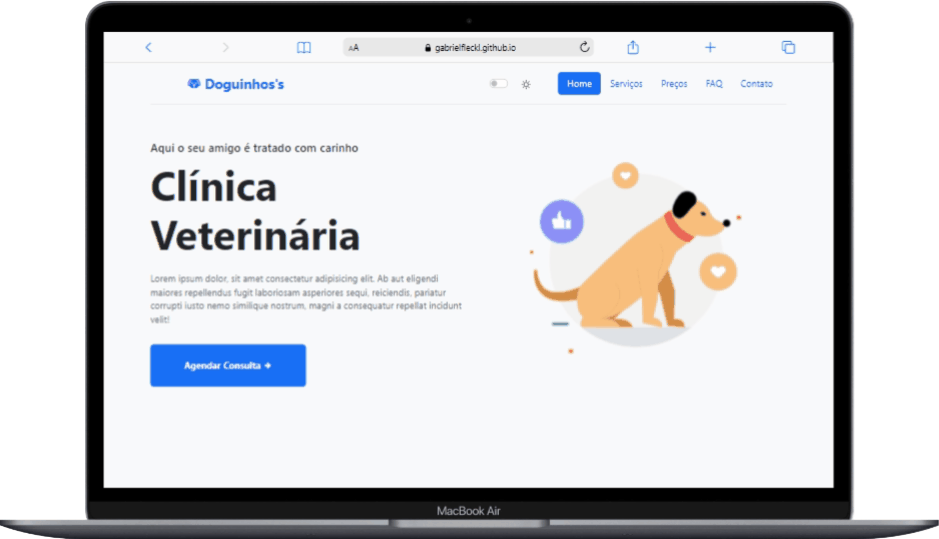 AA gabrielfleckl.github.io
Doguinhos's
Home Serviços Preços FAQ Contato
Aqui o seu amigo é tratado com carinho
Clínica
Veterinária
Lorem ipsum dolor, sit amet consectetur adipisicing elit. Ab aut eligendi
maiores repellendus fugit laboriosam asperiores sequi, reiciendis, pariatur
corrupti iusto nemo similique nostrum, magni a consequatur repellat incidunt
velit!
Agendar Consulta →
MacBook Air